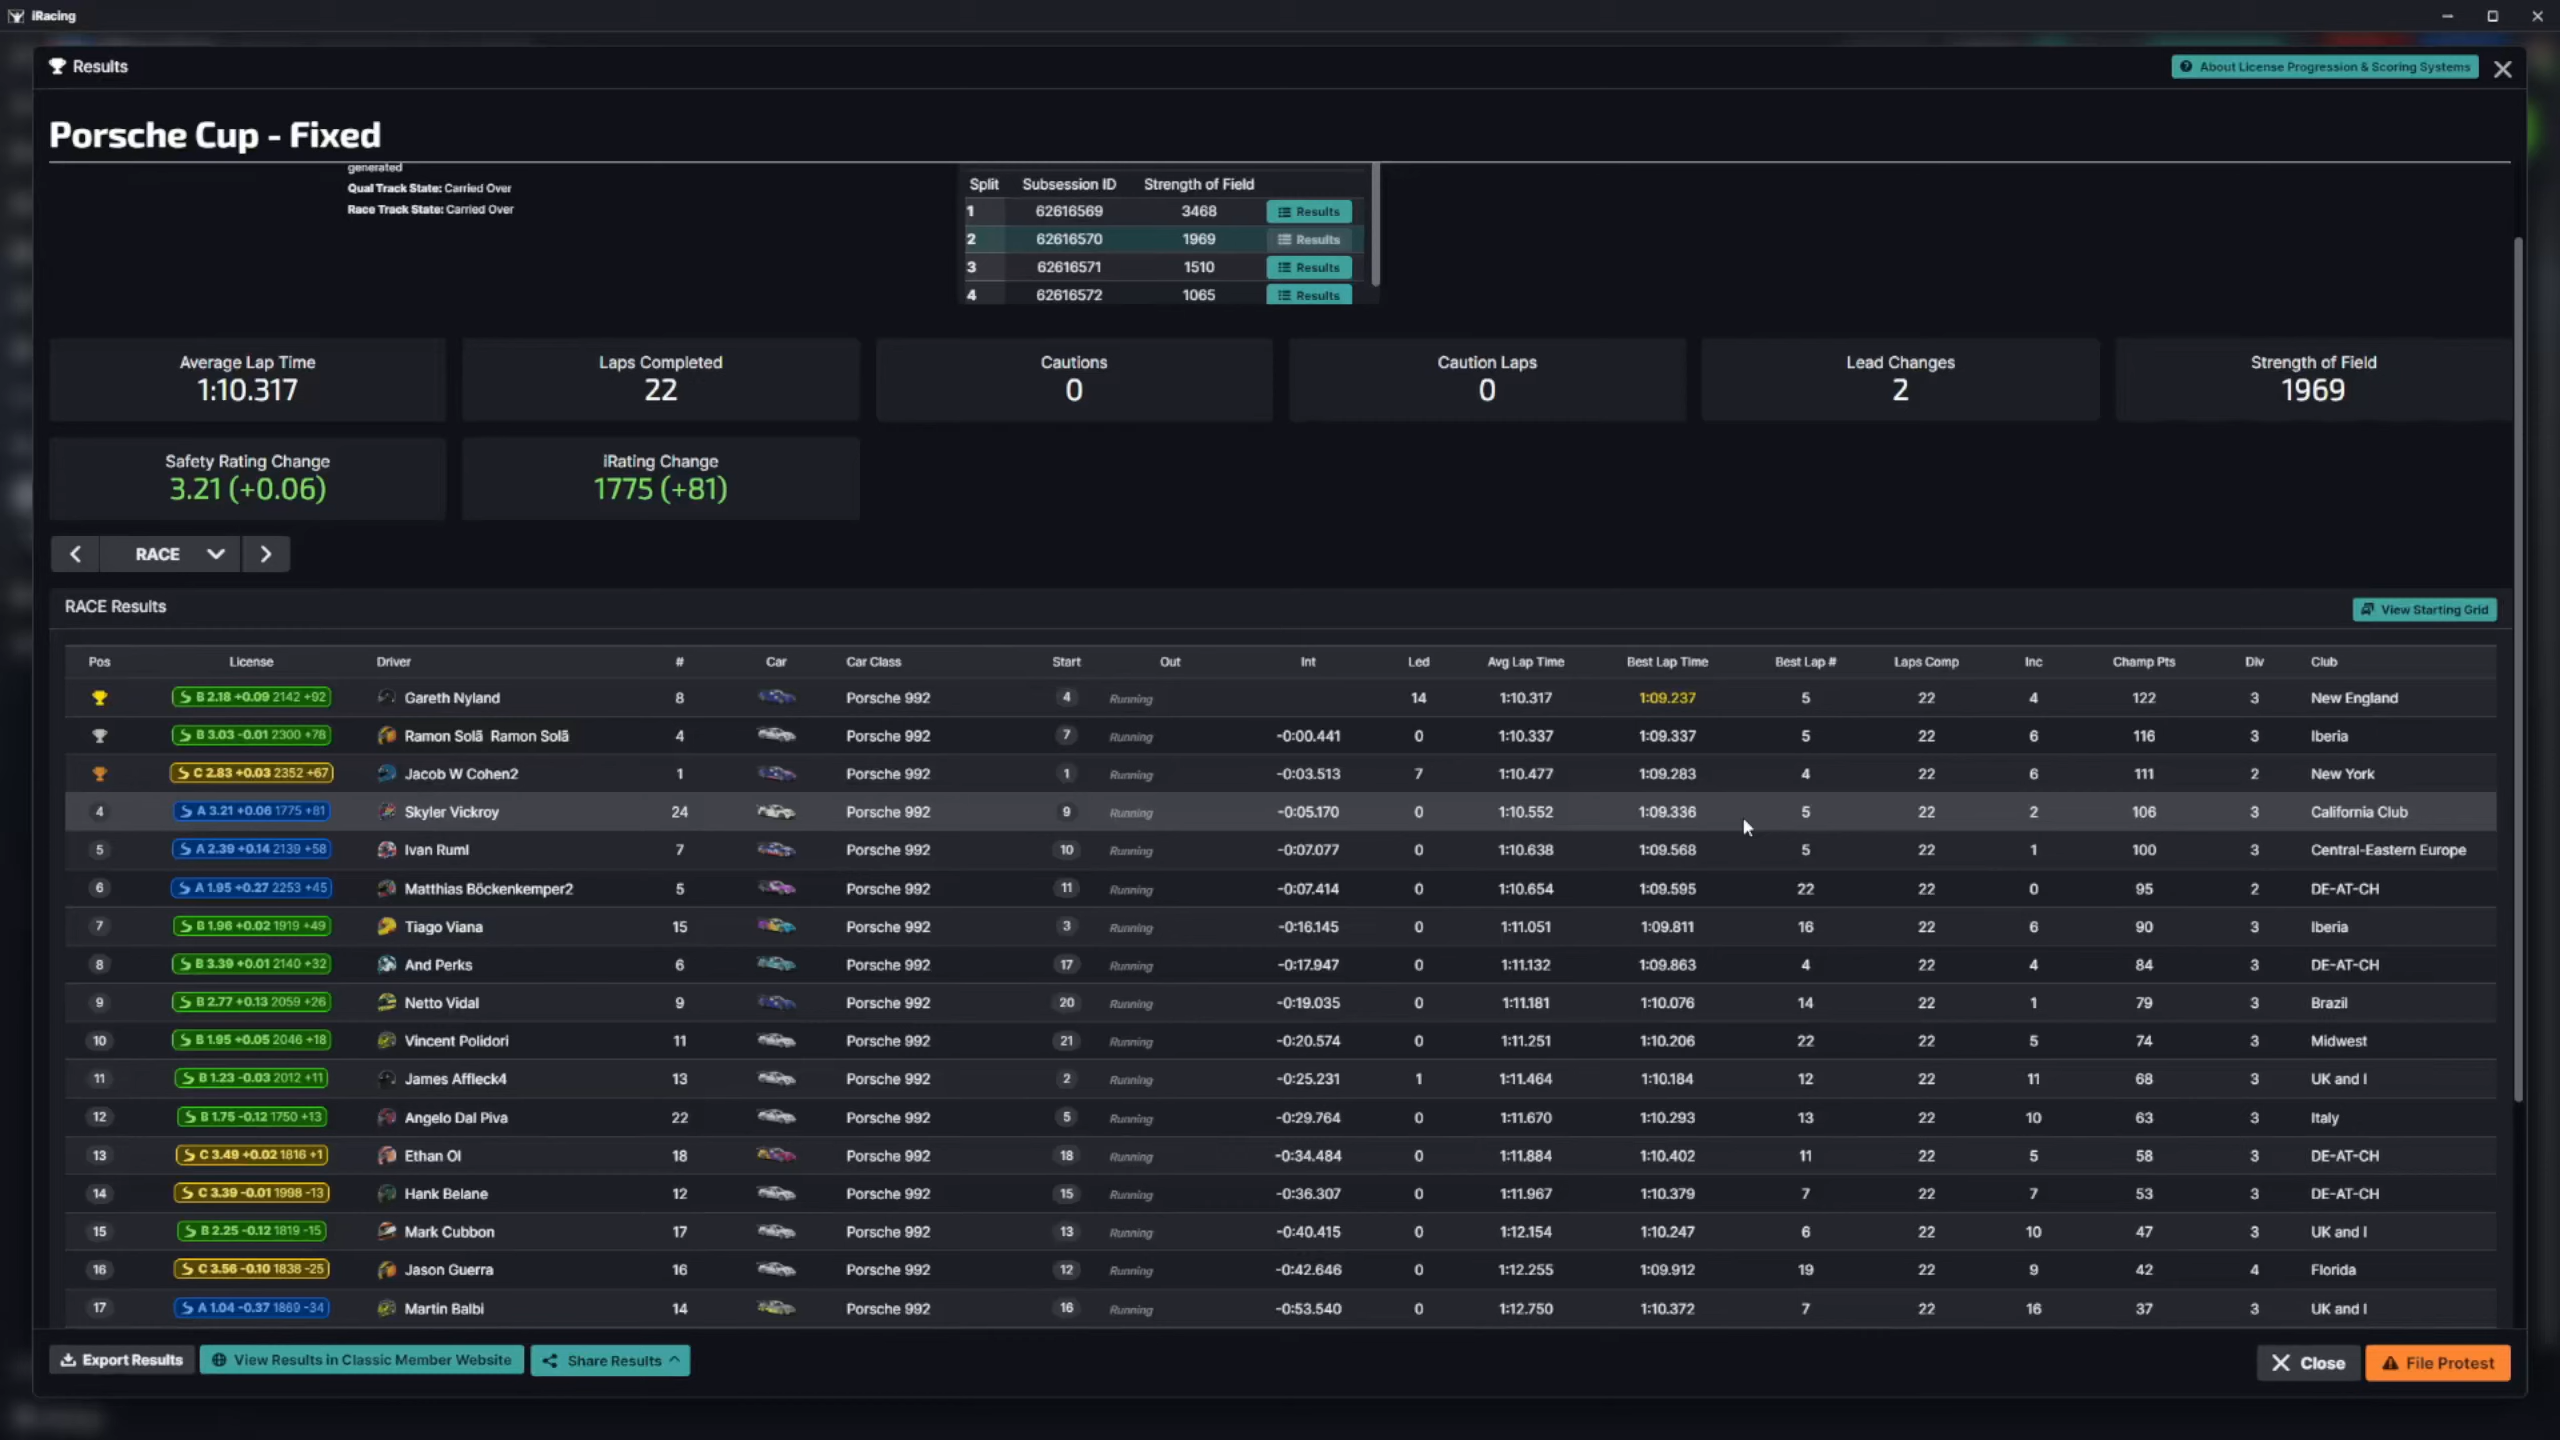 iRacing
Results
About License Progression & Scoring Systems
Porsche Cup - Fixed
generated
Qual Track State: Carried Over
Race Track State: Carried Over
Split Subsession ID Strength of Field
1 62616569 3468 Results
2 62616570 1969 Results
3 62616571 1510 Results
4 62616572 1065 Results
Average Lap Time Laps Completed Cautions Caution Laps Lead Changes Strength of Field
1:10.317 22 0 0 2 1969
Safety Rating Change iRating Change
3.21 (+0.06) 1775 (+81)
RACE
RACE Results View Starting Grid
Pos License Driver # Car Car Class Start Out Int Led Avg Lap Time Best Lap Time Best Lap # Laps Comp Inc Champ Pts Div Club
B 2.18 +0.09 2142 +92 Gareth Nyland 8 Porsche 992 4 Running 14 1:10.317 1:09.237 5 22 4 122 3 New England
B 3.03 -0.01 2300 +78 Ramon Solã Ramon Solã 4 Porsche 992 7 Running -0:00.441 0 1:10.337 1:09.337 5 22 6 116 3 Iberia
C 2.83 +0.03 2352 +67 Jacob W Cohen2 1 Porsche 992 1 Running -0:03.513 7 1:10.477 1:09.283 4 22 6 111 2 New York
4 A 3.21 +0.06 1775 +81 Skyler Vickroy 24 Porsche 992 9 Running -0:05.170 0 1:10.552 1:09.336 5 22 2 106 3 California Club
5 A 2.39 +0.14 2139 +58 Ivan Ruml 7 Porsche 992 10 Running -0:07.077 0 1:10.638 1:09.568 5 22 1 100 3 Central-Eastern Europe
6 A 1.95 +0.27 2253 +45 Matthias Böckenkemper2 5 Porsche 992 11 Running -0:07.414 0 1:10.654 1:09.595 22 22 0 95 2 DE-AT-CH
7 B 1.96 +0.02 1919 +49 Tiago Viana 15 Porsche 992 3 Running -0:16.145 0 1:11.051 1:09.811 16 22 6 90 3 Iberia
8 B 3.39 +0.01 2140 +32 And Perks 6 Porsche 992 17 Running -0:17.947 0 1:11.132 1:09.863 4 22 4 84 3 DE-AT-CH
9 B 2.77 +0.13 2059 +26 Netto Vidal 9 Porsche 992 20 Running -0:19.035 0 1:11.181 1:10.076 14 22 1 79 3 Brazil
10 B 1.95 +0.05 2046 +18 Vincent Polidori 11 Porsche 992 21 Running -0:20.574 0 1:11.251 1:10.206 22 22 5 74 3 Midwest
11 B 1.23 -0.03 2012 +11 James Affleck4 13 Porsche 992 2 Running -0:25.231 1 1:11.464 1:10.184 12 22 11 68 3 UK and I
12 B 1.75 -0.12 1750 +13 Angelo Dal Piva 22 Porsche 992 5 Running -0:29.764 0 1:11.670 1:10.293 13 22 10 63 3 Italy
13 C 3.49 +0.02 1816 +1 Ethan Ol 18 Porsche 992 18 Running -0:34.484 0 1:11.884 1:10.402 11 22 5 58 3 DE-AT-CH
14 C 3.39 -0.01 1998 -13 Hank Belane 12 Porsche 992 15 Running -0:36.307 0 1:11.967 1:10.379 7 22 7 53 3 DE-AT-CH
15 B 2.25 -0.12 1819 -15 Mark Cubbon 17 Porsche 992 13 Running -0:40.415 0 1:12.154 1:10.247 6 22 10 47 3 UK and I
16 C 3.56 -0.10 1838 -25 Jason Guerra 16 Porsche 992 12 Running -0:42.646 0 1:12.255 1:09.912 19 22 9 42 4 Florida
17 A 1.04 -0.37 1869 -34 Martin Balbi 14 Porsche 992 16 Running -0:53.540 0 1:12.750 1:10.372 7 22 16 37 3 UK and I
Export Results View Results in Classic Member Website Share Results Close File Protest